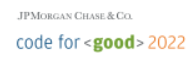 JPMORGAN CHASE & CO.
code for <good> 2022